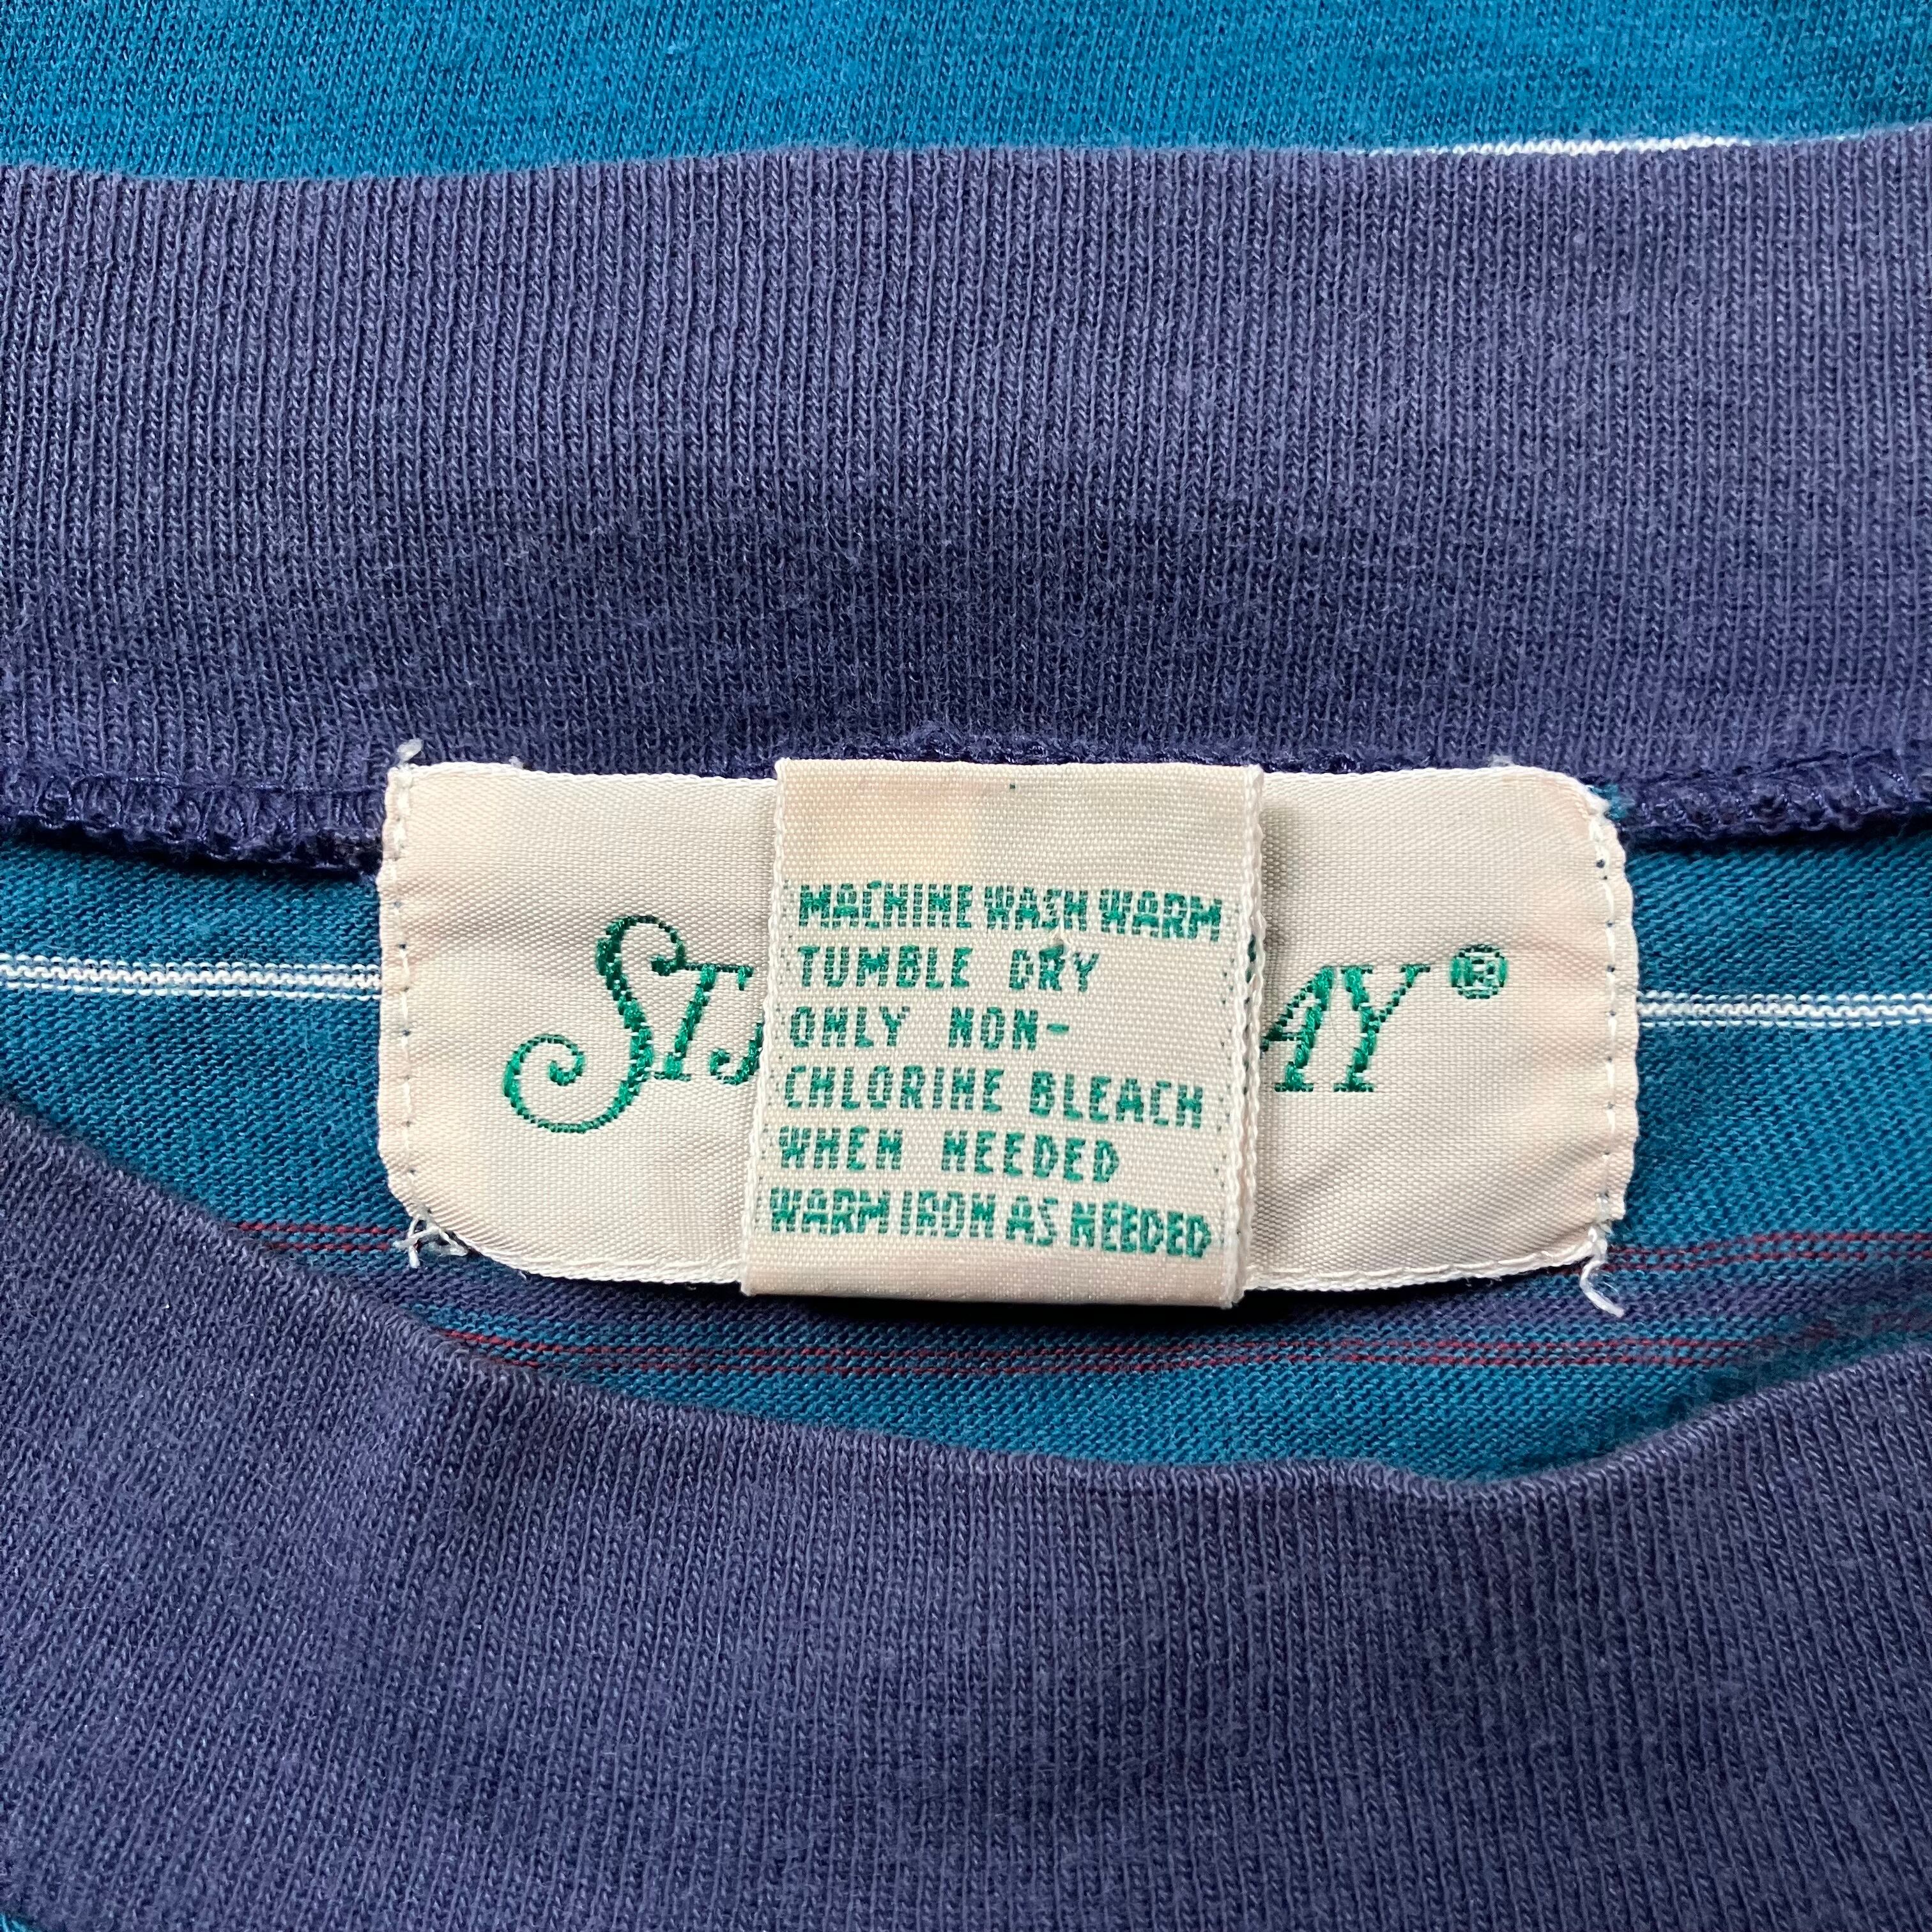 MACHINE WASH WARM
TUMBLE DRY
ONLY NON-
CHLORINE BLEACH
WHEN NEEDED
WARM IRON AS NEEDED
®